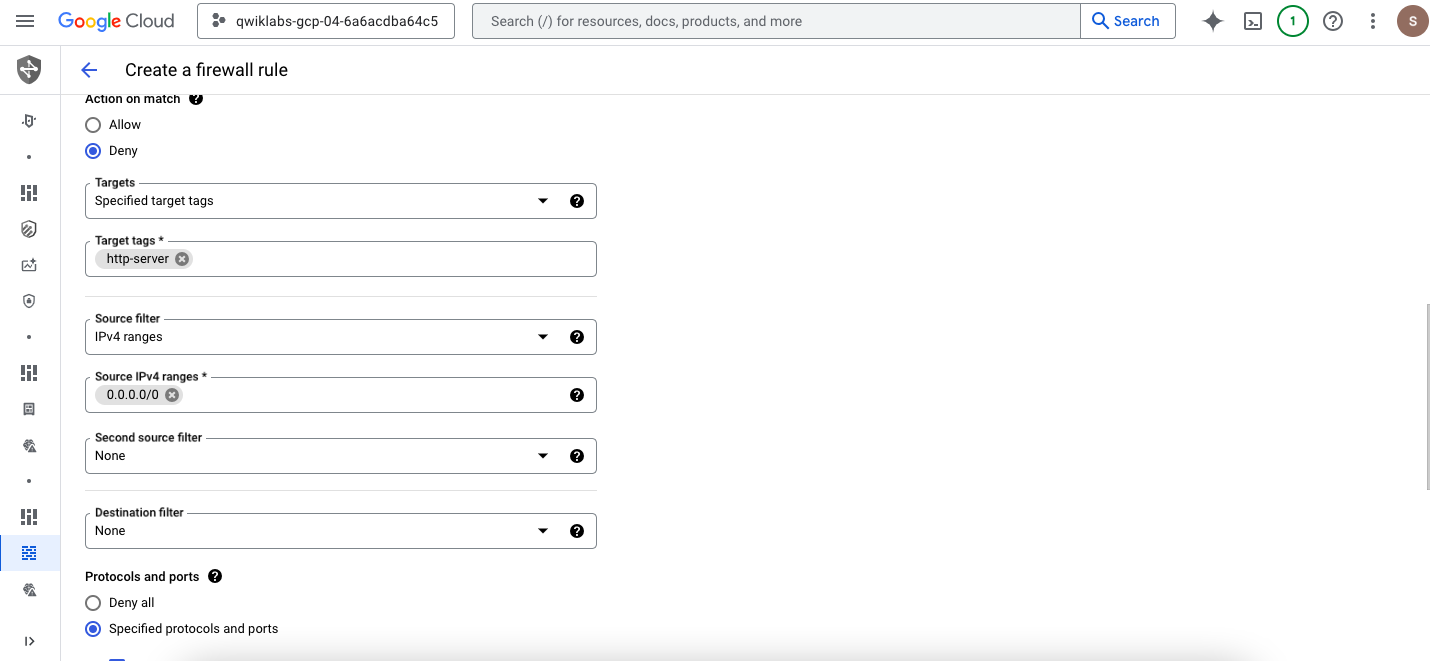 Google Cloud
qwiklabs-gcp-04-6a6acdba64c5
Search (/) for resources, docs, products, and more
Search
1
?
S
Create a firewall rule
Action on match ?
Allow
Deny
Targets
Specified target tags
?
Target tags *
http-server
Source filter
IPv4 ranges
?
Source IPv4 ranges *
0.0.0.0/0
?
Second source filter
None
?
Destination filter
None
?
Protocols and ports ?
Deny all
Specified protocols and ports